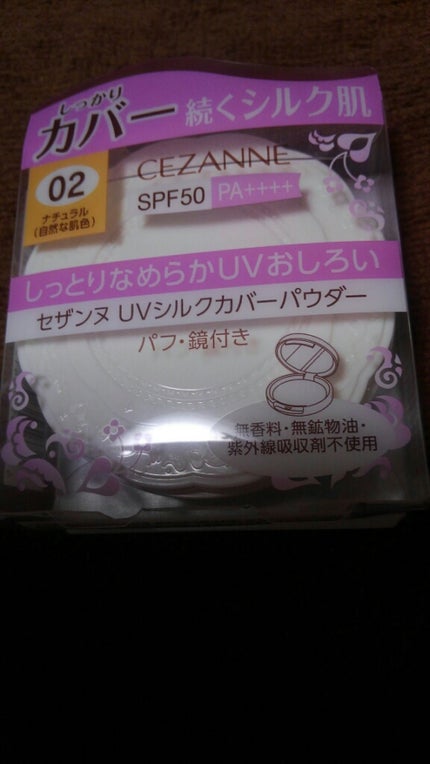 しっかり
カバー 続くシルク肌
02
ナチュラル
(自然な肌色)
CEZANNE
SPF50 PA++++
しっとりなめらかUVおしろい
セザンヌ UVシルクカバーパウダー
パフ・鏡付き
無香料・無鉱物油・
紫外線吸収剤不使用